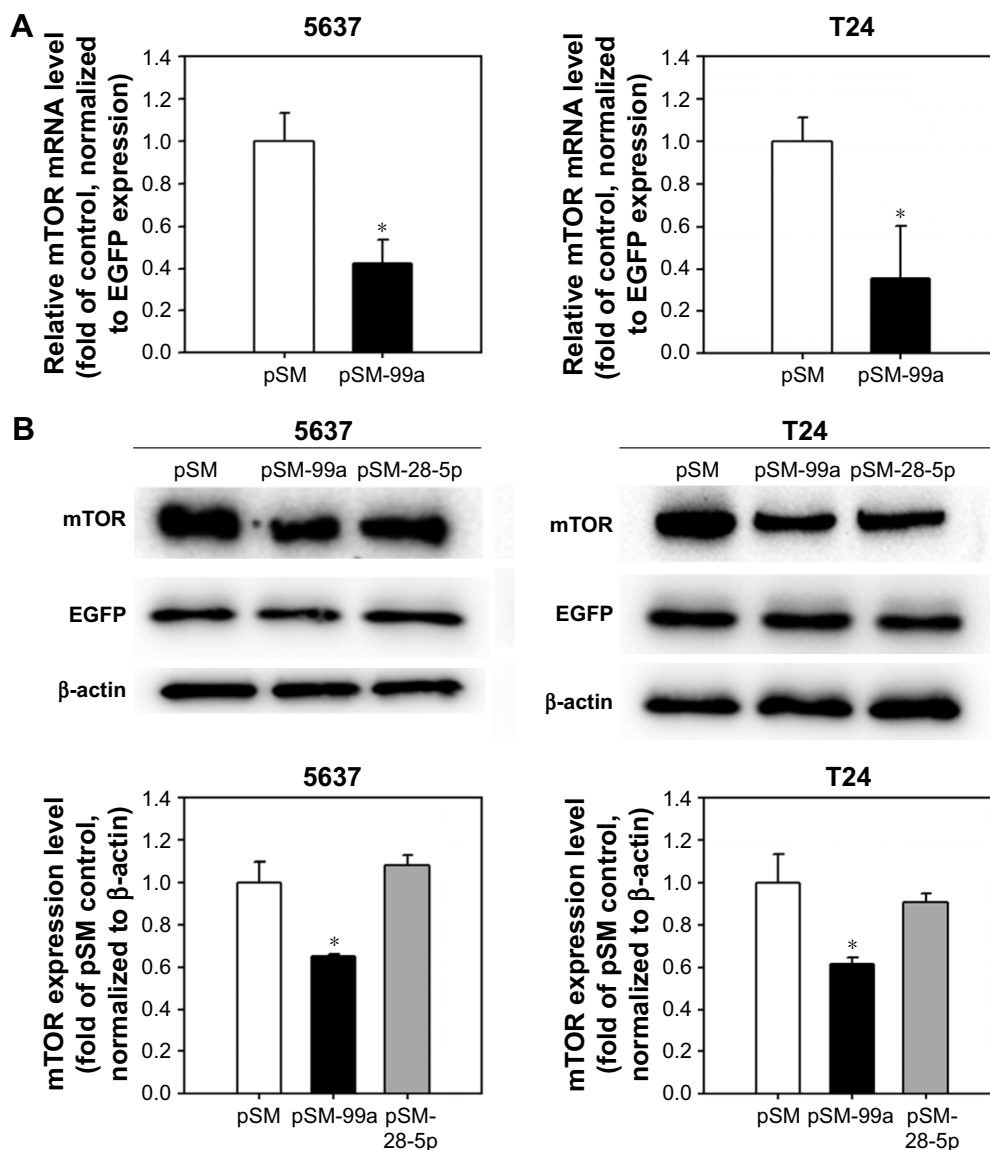 A
5637
Relative mTOR mRNA level
(fold of control, normalized
to EGFP expression)
1.4
1.2
1.0
0.8
0.6
0.4
0.2
0.0
*
pSM
pSM-99a
T24
Relative mTOR mRNA level
(fold of control, normalized
to EGFP expression)
1.4
1.2
1.0
0.8
0.6
0.4
0.2
0.0
*
pSM
pSM-99a
B
5637
pSM pSM-99a pSM-28-5p
mTOR
EGFP
β-actin
T24
pSM pSM-99a pSM-28-5p
mTOR
EGFP
β-actin
5637
mTOR expression level
(fold of pSM control,
normalized to β-actin)
1.4
1.2
1.0
0.8
0.6
0.4
0.2
0.0
*
pSM pSM-99a pSM-
28-5p
T24
mTOR expression level
(fold of pSM control,
normalized to β-actin)
1.4
1.2
1.0
0.8
0.6
0.4
0.2
0.0
*
pSM pSM-99a pSM-
28-5p